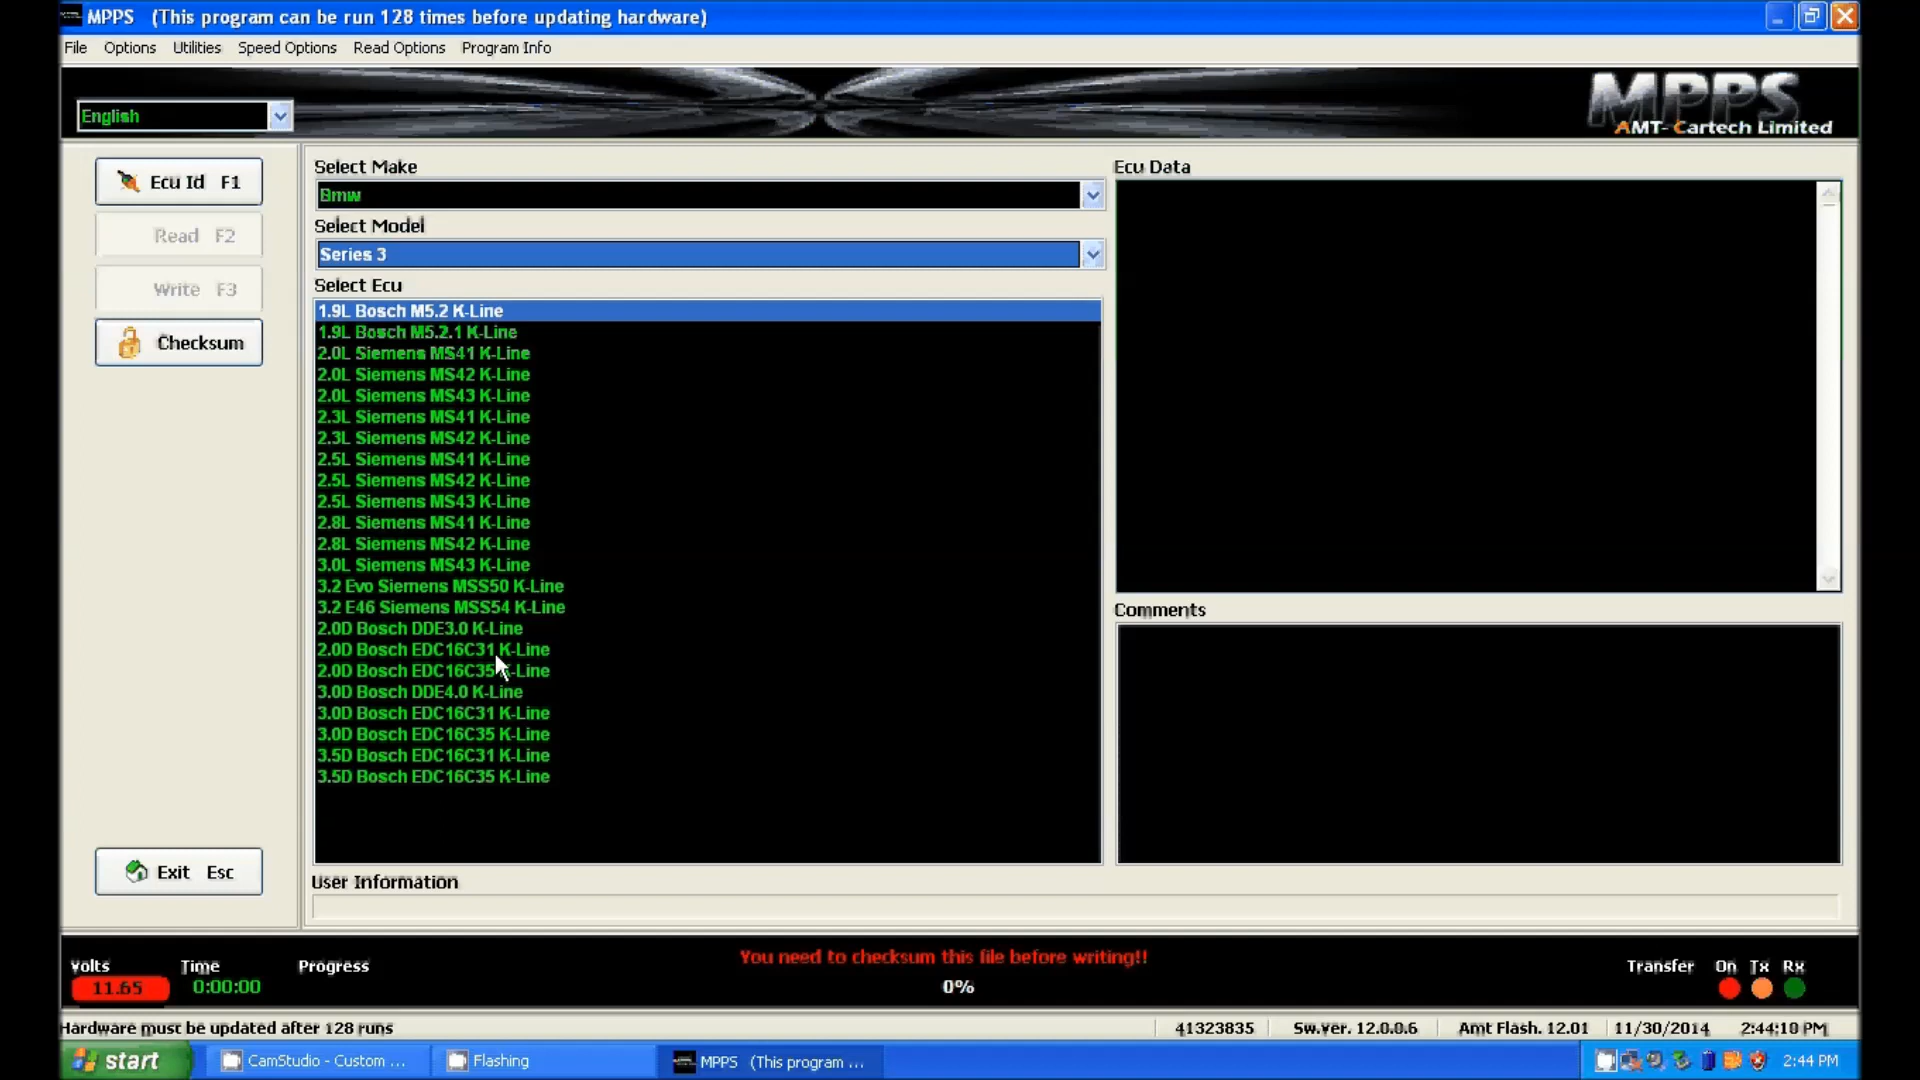 MPPS (This program can be run 128 times before updating hardware)
File Options Utilities Speed Options Read Options Program Info
English
MPPS
AMT- Cartech Limited
Ecu Id F1
Read F2
Write F3
Checksum
Exit Esc
Select Make
Bmw
Select Model
Series 3
Select Ecu
1.9L Bosch M5.2 K-Line
1.9L Bosch M5.2.1 K-Line
2.0L Siemens MS41 K-Line
2.0L Siemens MS42 K-Line
2.0L Siemens MS43 K-Line
2.3L Siemens MS41 K-Line
2.3L Siemens MS42 K-Line
2.5L Siemens MS41 K-Line
2.5L Siemens MS42 K-Line
2.5L Siemens MS43 K-Line
2.8L Siemens MS41 K-Line
2.8L Siemens MS42 K-Line
3.0L Siemens MS43 K-Line
3.2 Evo Siemens MSS50 K-Line
3.2 E46 Siemens MSS54 K-Line
2.0D Bosch DDE3.0 K-Line
2.0D Bosch EDC16C31 K-Line
2.0D Bosch EDC16C35 K-Line
3.0D Bosch DDE4.0 K-Line
3.0D Bosch EDC16C31 K-Line
3.0D Bosch EDC16C35 K-Line
3.5D Bosch EDC16C31 K-Line
3.5D Bosch EDC16C35 K-Line
Ecu Data
Comments
User Information
Volts
11.65
Time
0:00:00
Progress
You need to checksum this file before writing!!
0%
Transfer On Tx Rx
Hardware must be updated after 128 runs
41323835
Sw.ver. 12.0.0.6
Amt Flash. 12.01
11/30/2014
2:44:10 PM
start
CamStudio - Custom ...
Flashing
MPPS (This program ...
2:44 PM